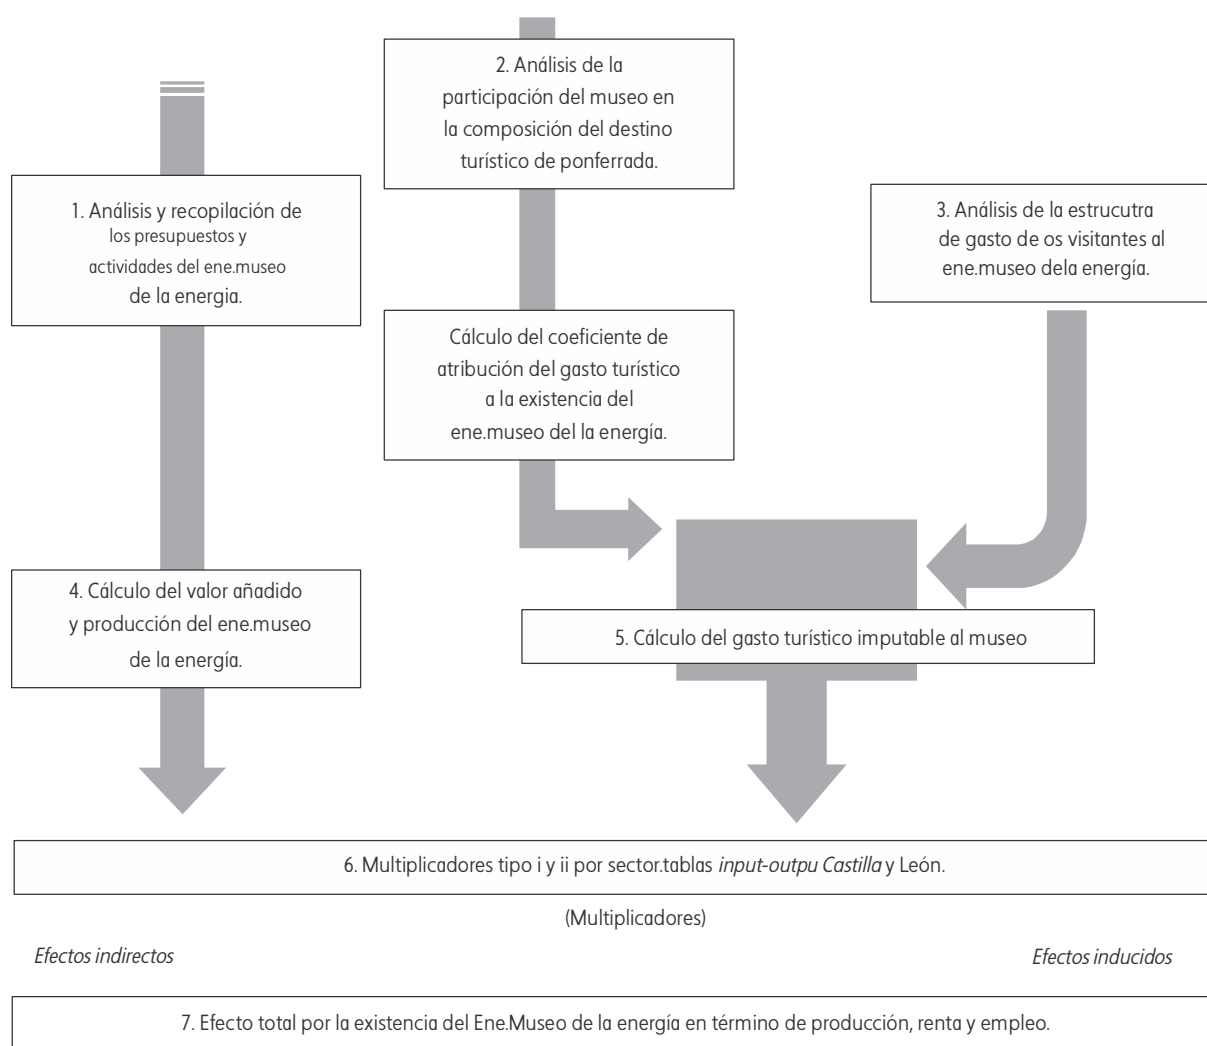 2. Análisis de la
participación del museo en
la composición del destino
turístico de ponferrada.
1. Análisis y recopilación de
los presupuestos y
actividades del ene.museo
de la energia.
3. Análisis de la estrucutra
de gasto de os visitantes al
ene.museo dela energía.
Cálculo del coeficiente de
atribución del gasto turístico
a la existencia del
ene.museo del la energía.
4. Cálculo del valor añadido
y producción del ene.museo
de la energía.
5. Cálculo del gasto turístico imputable al museo
6. Multiplicadores tipo i y ii por sector.tablas input-outpu Castilla y León.
(Multiplicadores)
Efectos indirectos
Efectos inducidos
7. Efecto total por la existencia del Ene.Museo de la energía en término de producción, renta y empleo.